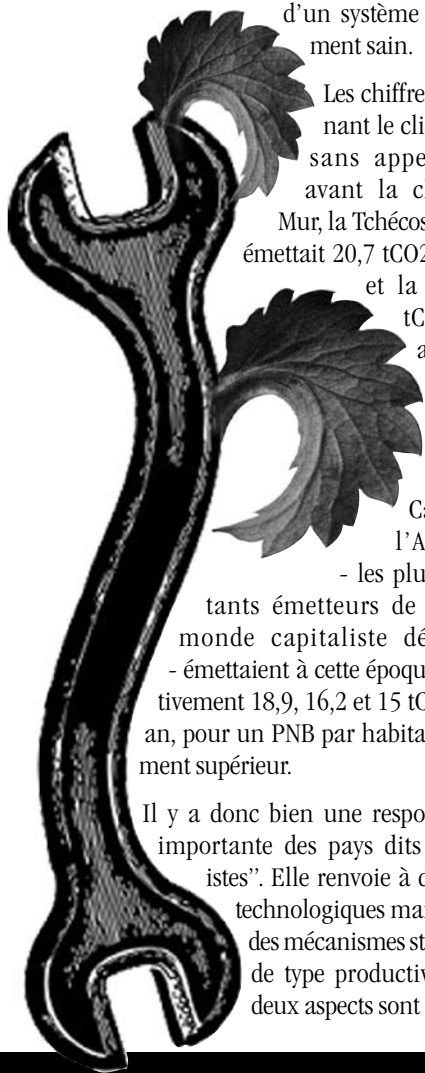 d'un système
ment sain.
Les chiffre
nant le cli
sans appe
avant la c
Mur, la Tchécos
émettait 20,7 tCO2
et la
tC
a
Ca
l'A
- les plu
tants émetteurs de
monde capitaliste dé
- émettaient à cette époqu
tivement 18,9, 16,2 et 15 tC
an, pour un PNB par habita
ment supérieur.
Il y a donc bien une respo
importante des pays dits
istes”. Elle renvoie à d
technologiques mai
des mécanismes st
de type productiv
deux aspects sont